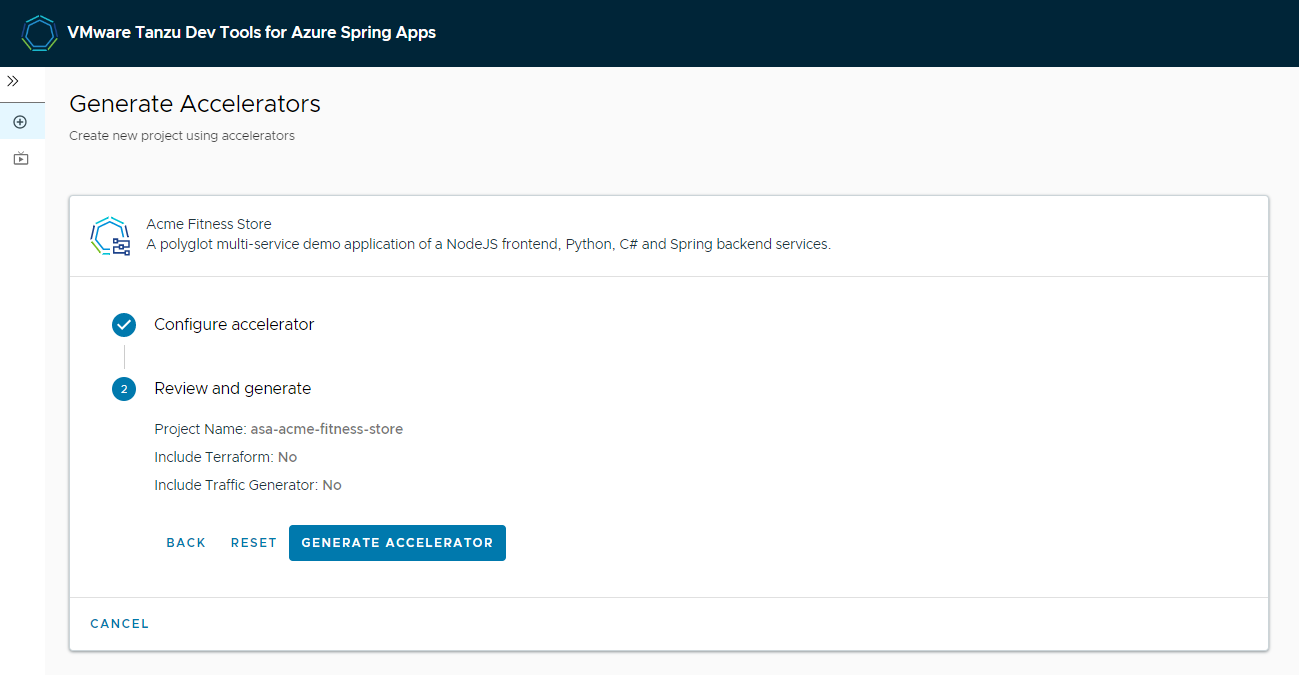 VMware Tanzu Dev Tools for Azure Spring Apps
Generate Accelerators
Create new project using accelerators
Acme Fitness Store
A polyglot multi-service demo application of a NodeJS frontend, Python, C# and Spring backend services.
Configure accelerator
2 Review and generate
Project Name: asa-acme-fitness-store
Include Terraform: No
Include Traffic Generator: No
BACK RESET GENERATE ACCELERATOR
CANCEL